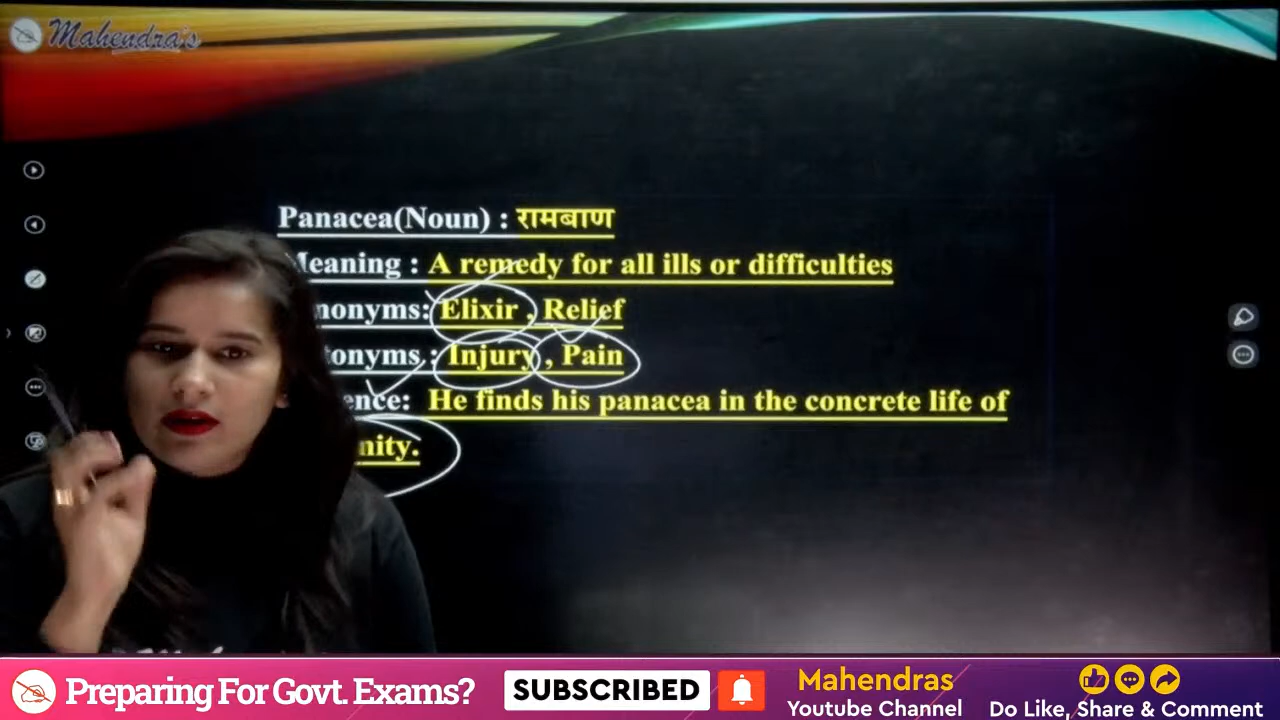 Mahendra's
Panacea(Noun) : रामबाण
Meaning : A remedy for all ills or difficulties
nonyms: Elixir , Relief
tonyms : Injury , Pain
ence: He finds his panacea in the concrete life of
nity.
Preparing For Govt. Exams?
SUBSCRIBED
Mahendras
Youtube Channel
Do Like, Share & Comment